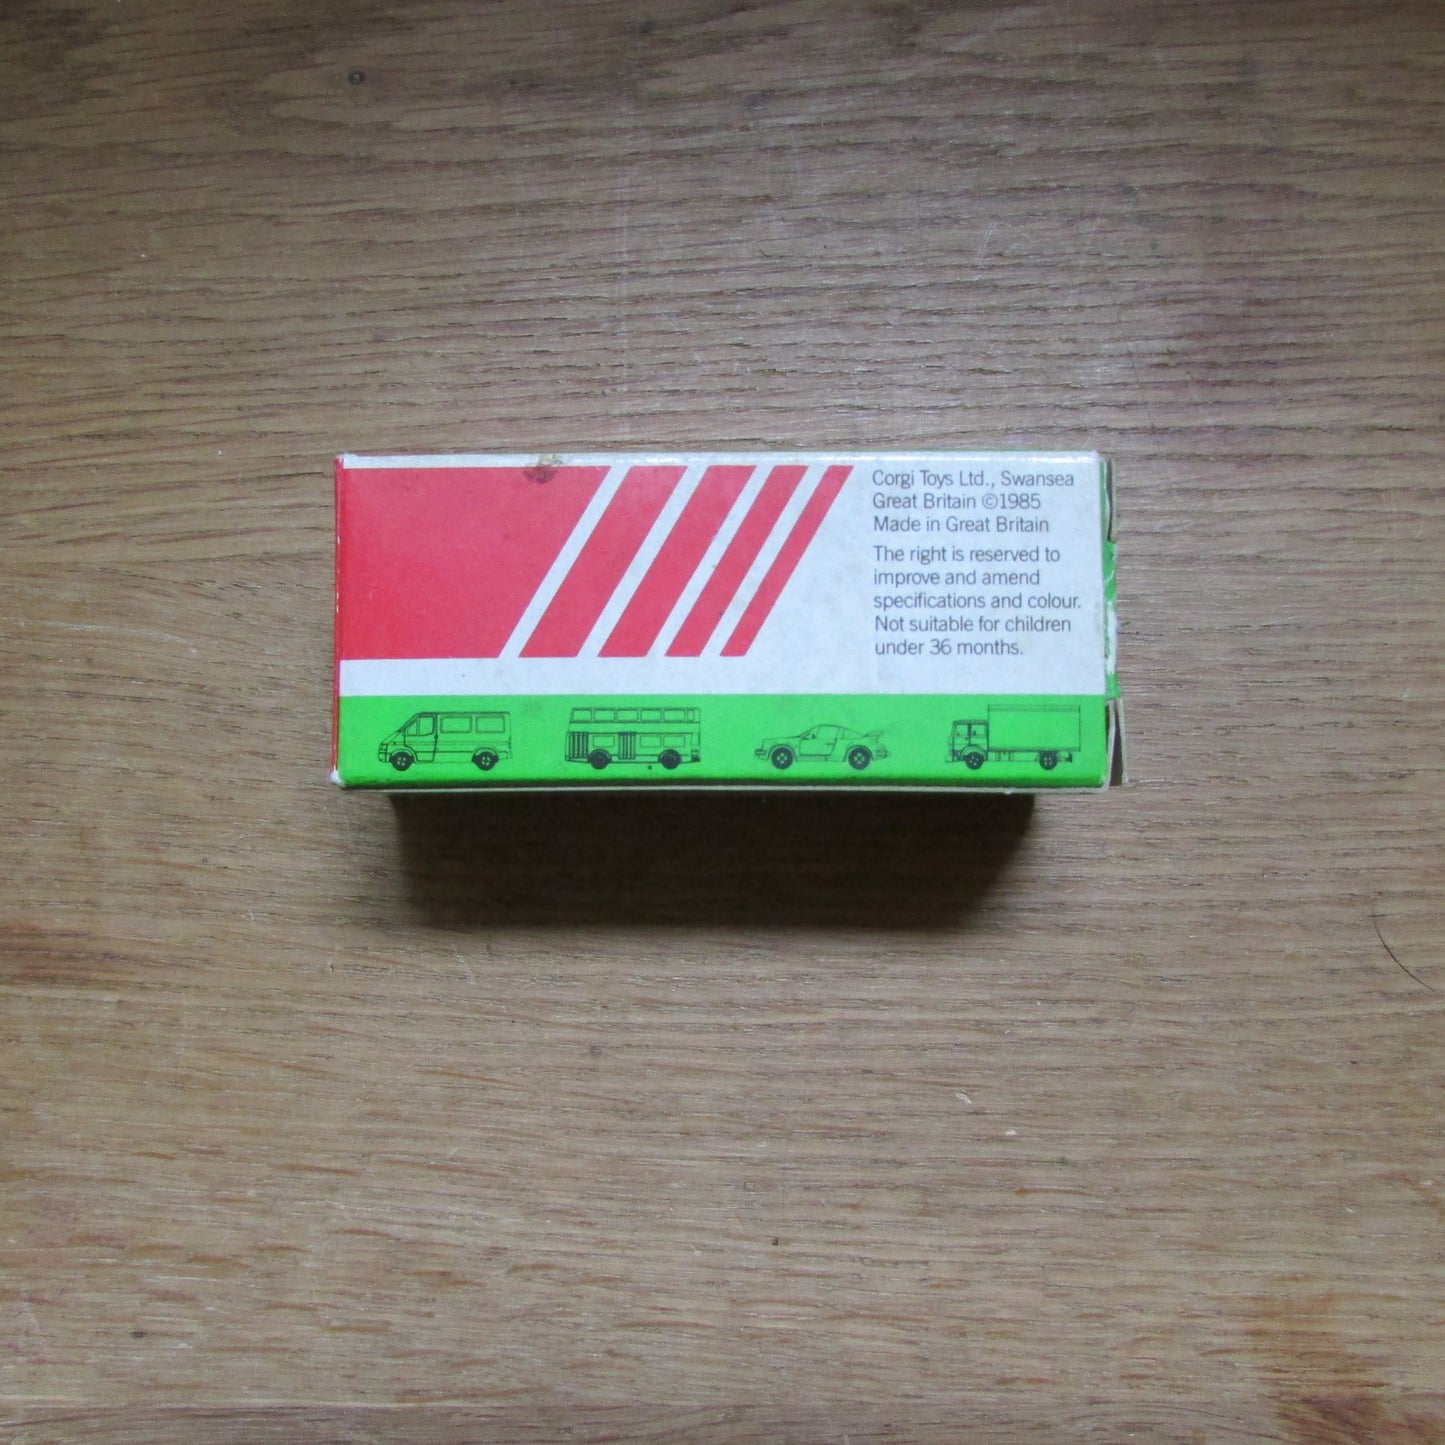 Corgi Toys Ltd., Swansea
Great Britain ©1985
Made in Great Britain
The right is reserved to
improve and amend
specifications and colour.
Not suitable for children
under 36 months.